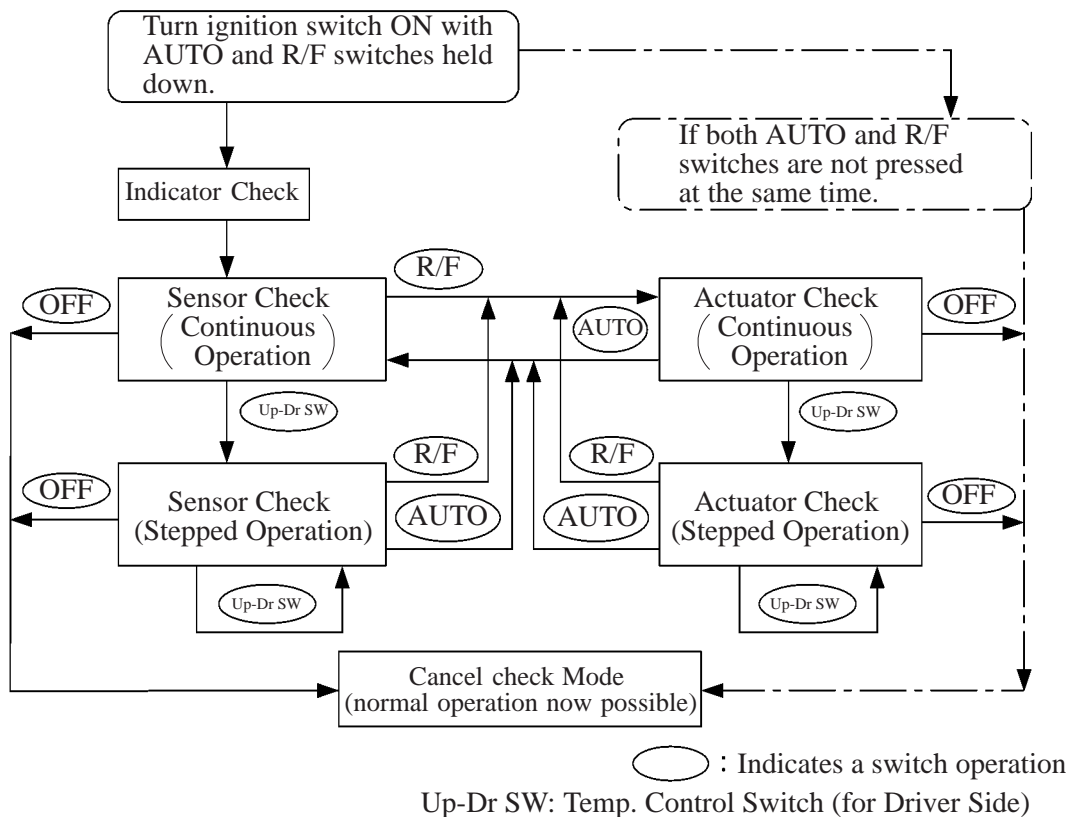 Turn ignition switch ON with
AUTO and R/F switches held
down.
If both AUTO and R/F
switches are not pressed
at the same time.
Indicator Check
R/F
OFF
Sensor Check
(Continuous
Operation)
AUTO
Actuator Check
(Continuous
Operation)
OFF
Up-Dr SW
Up-Dr SW
OFF
Sensor Check
(Stepped Operation)
R/F
AUTO
R/F
AUTO
Actuator Check
(Stepped Operation)
OFF
Up-Dr SW
Up-Dr SW
Cancel check Mode
(normal operation now possible)
: Indicates a switch operation
Up-Dr SW: Temp. Control Switch (for Driver Side)